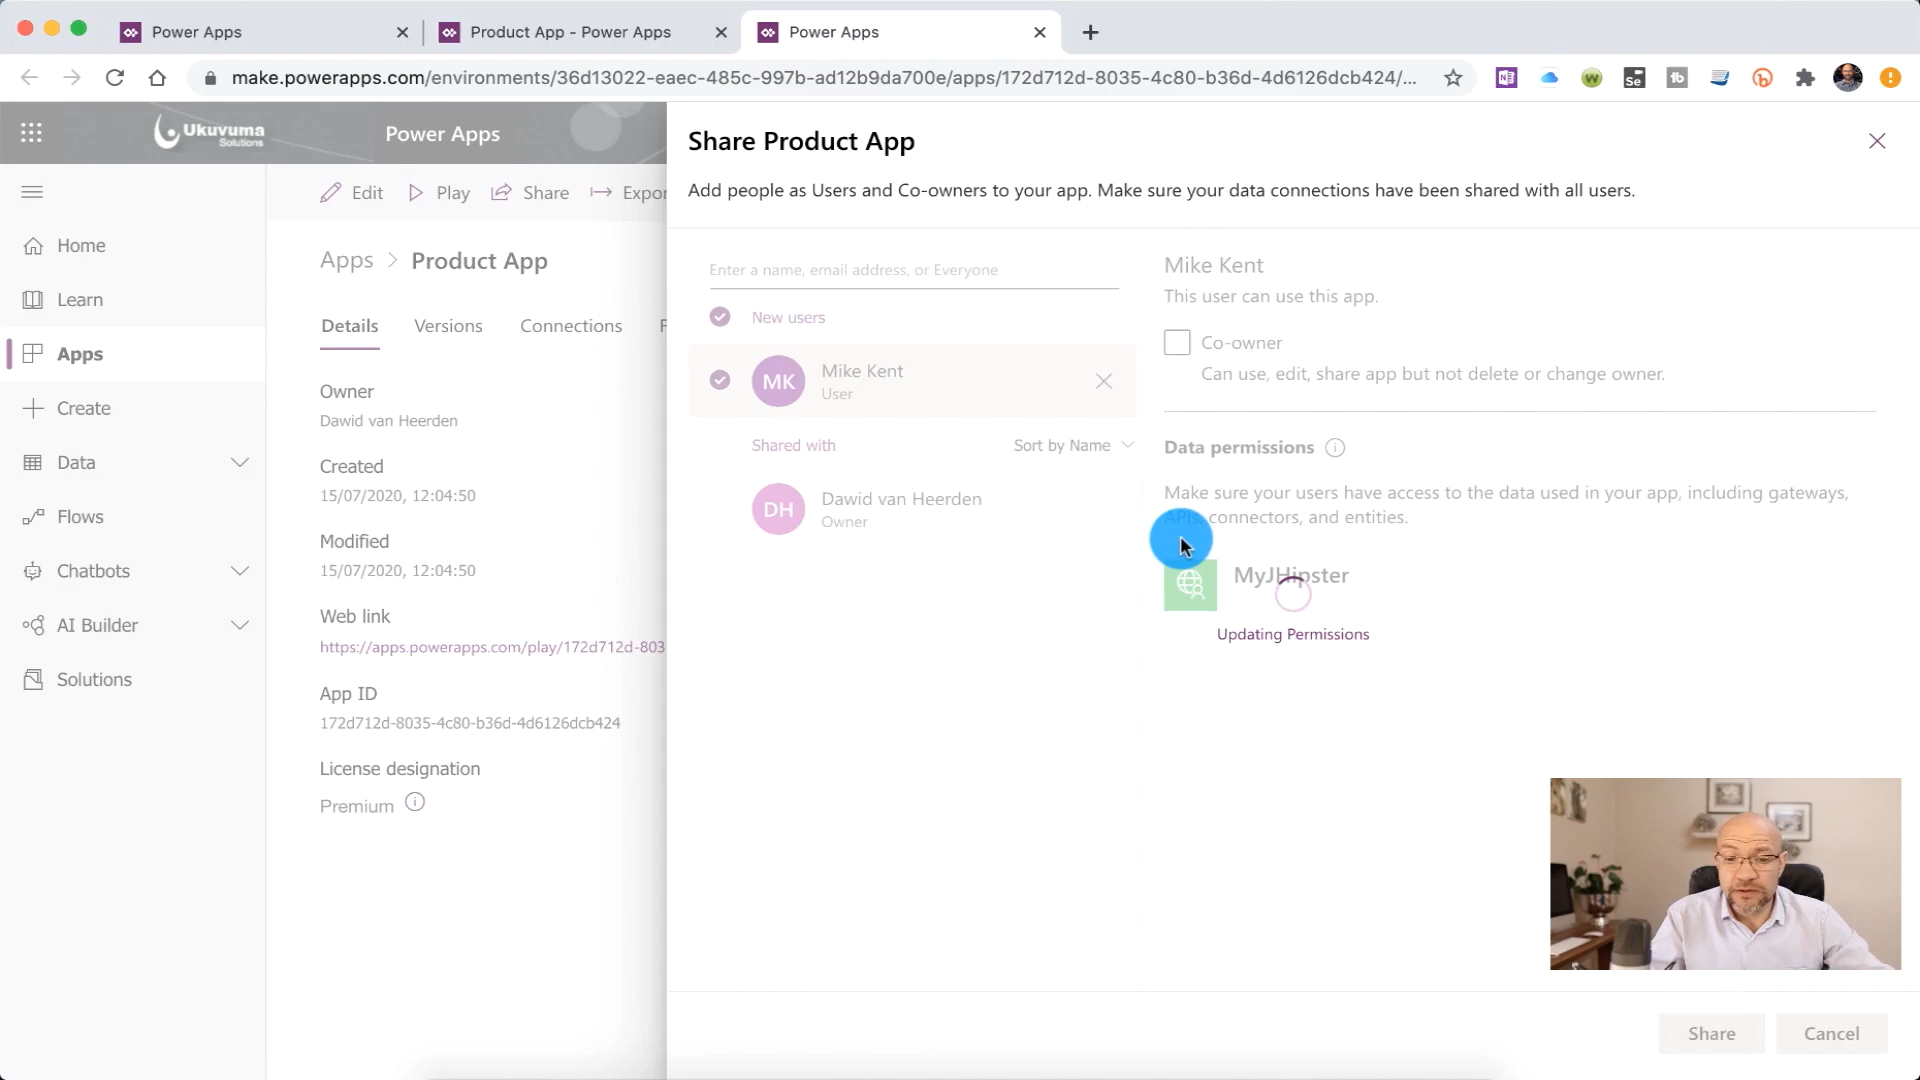 Power Apps
Product App - Power Apps
Power Apps
make.powerapps.com/environments/36d13022-eaec-485c-997b-ad12b9da700e/apps/172d712d-8035-4c80-b36d-4d6126dcb424/...
Ukuvuma
Solutions
Power Apps
Home
Learn
Apps
Create
Data
Flows
Chatbots
AI Builder
Solutions
Edit
Play
Share
Expor
Apps > Product App
Details
Versions
Connections
Owner
Dawid van Heerden
Created
15/07/2020, 12:04:50
Modified
15/07/2020, 12:04:50
Web link
https://apps.powerapps.com/play/172d712d-803
App ID
172d712d-8035-4c80-b36d-4d6126dcb424
License designation
Premium
Share Product App
Add people as Users and Co-owners to your app. Make sure your data connections have been shared with all users.
Enter a name, email address, or Everyone
New users
MK
Mike Kent
User
Shared with
Sort by Name
DH
Dawid van Heerden
Owner
Mike Kent
This user can use this app.
Co-owner
Can use, edit, share app but not delete or change owner.
Data permissions
Make sure your users have access to the data used in your app, including gateways,
APIs, connectors, and entities.
MyJHipster
Updating Permissions
Share
Cancel